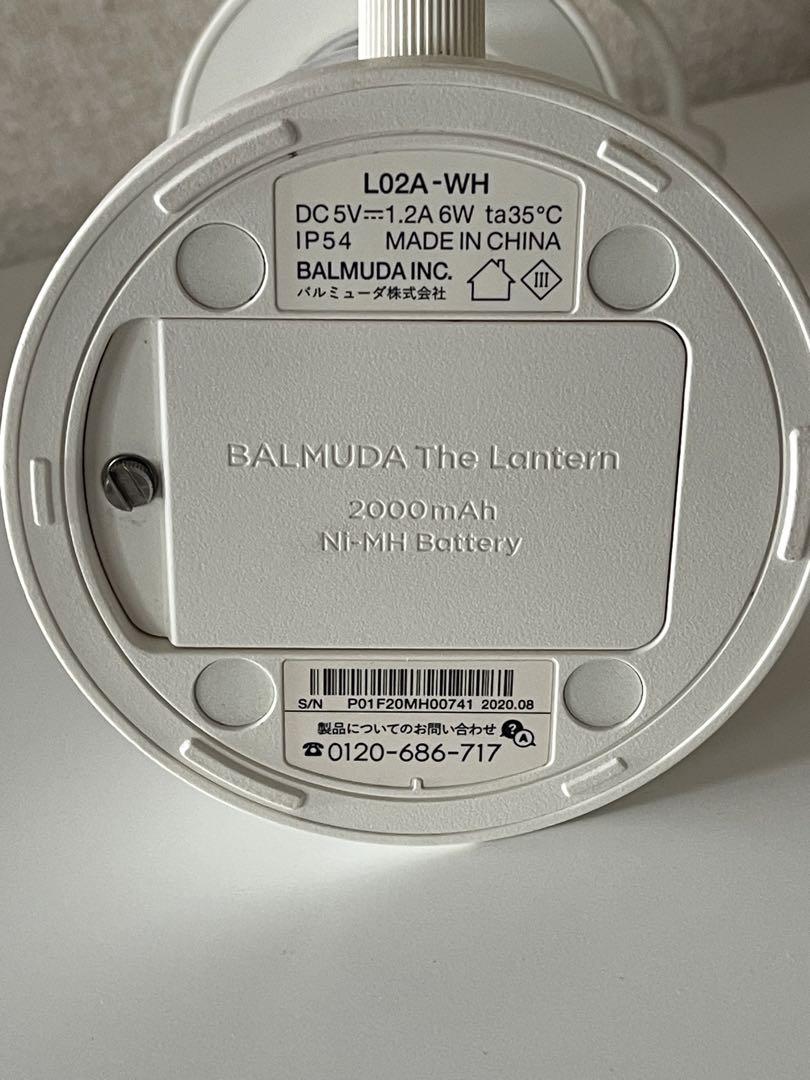 L02A-WH
DC 5V⎓1.2A 6W ta35°C
IP54 MADE IN CHINA
BALMUDA INC.
バルミューダ株式会社
III
BALMUDA The Lantern
2000mAh
Ni-MH Battery
S/N P01F20MH00741 2020.08
製品についてのお問い合わせ
? A
☎0120-686-717